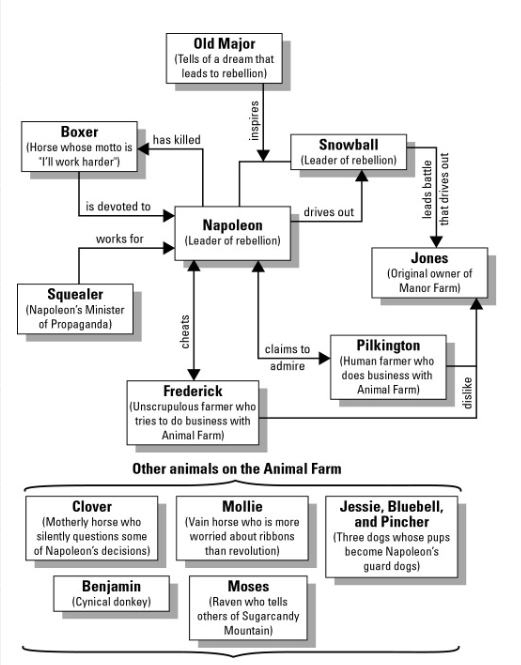 Old Major
(Tells of a dream that
leads to rebellion)
inspires
Boxer
(Horse whose motto is
"I'll work harder")
has killed
Snowball
(Leader of rebellion)
leads battle
that drives out
is devoted to
Napoleon
(Leader of rebellion)
drives out
works for
Jones
(Original owner of
Manor Farm)
Squealer
(Napoleon's Minister
of Propaganda)
cheats
claims to
admire
Pilkington
(Human farmer who
does business with
Animal Farm)
dislike
Frederick
(Unscrupulous farmer who
tries to do business with
Animal Farm)
Other animals on the Animal Farm
Clover
(Motherly horse who
silently questions some
of Napoleon's decisions)
Mollie
(Vain horse who is more
worried about ribbons
than revolution)
Jessie, Bluebell,
and Pincher
(Three dogs whose pups
become Napoleon's
guard dogs)
Benjamin
(Cynical donkey)
Moses
(Raven who tells
others of Sugarcandy
Mountain)